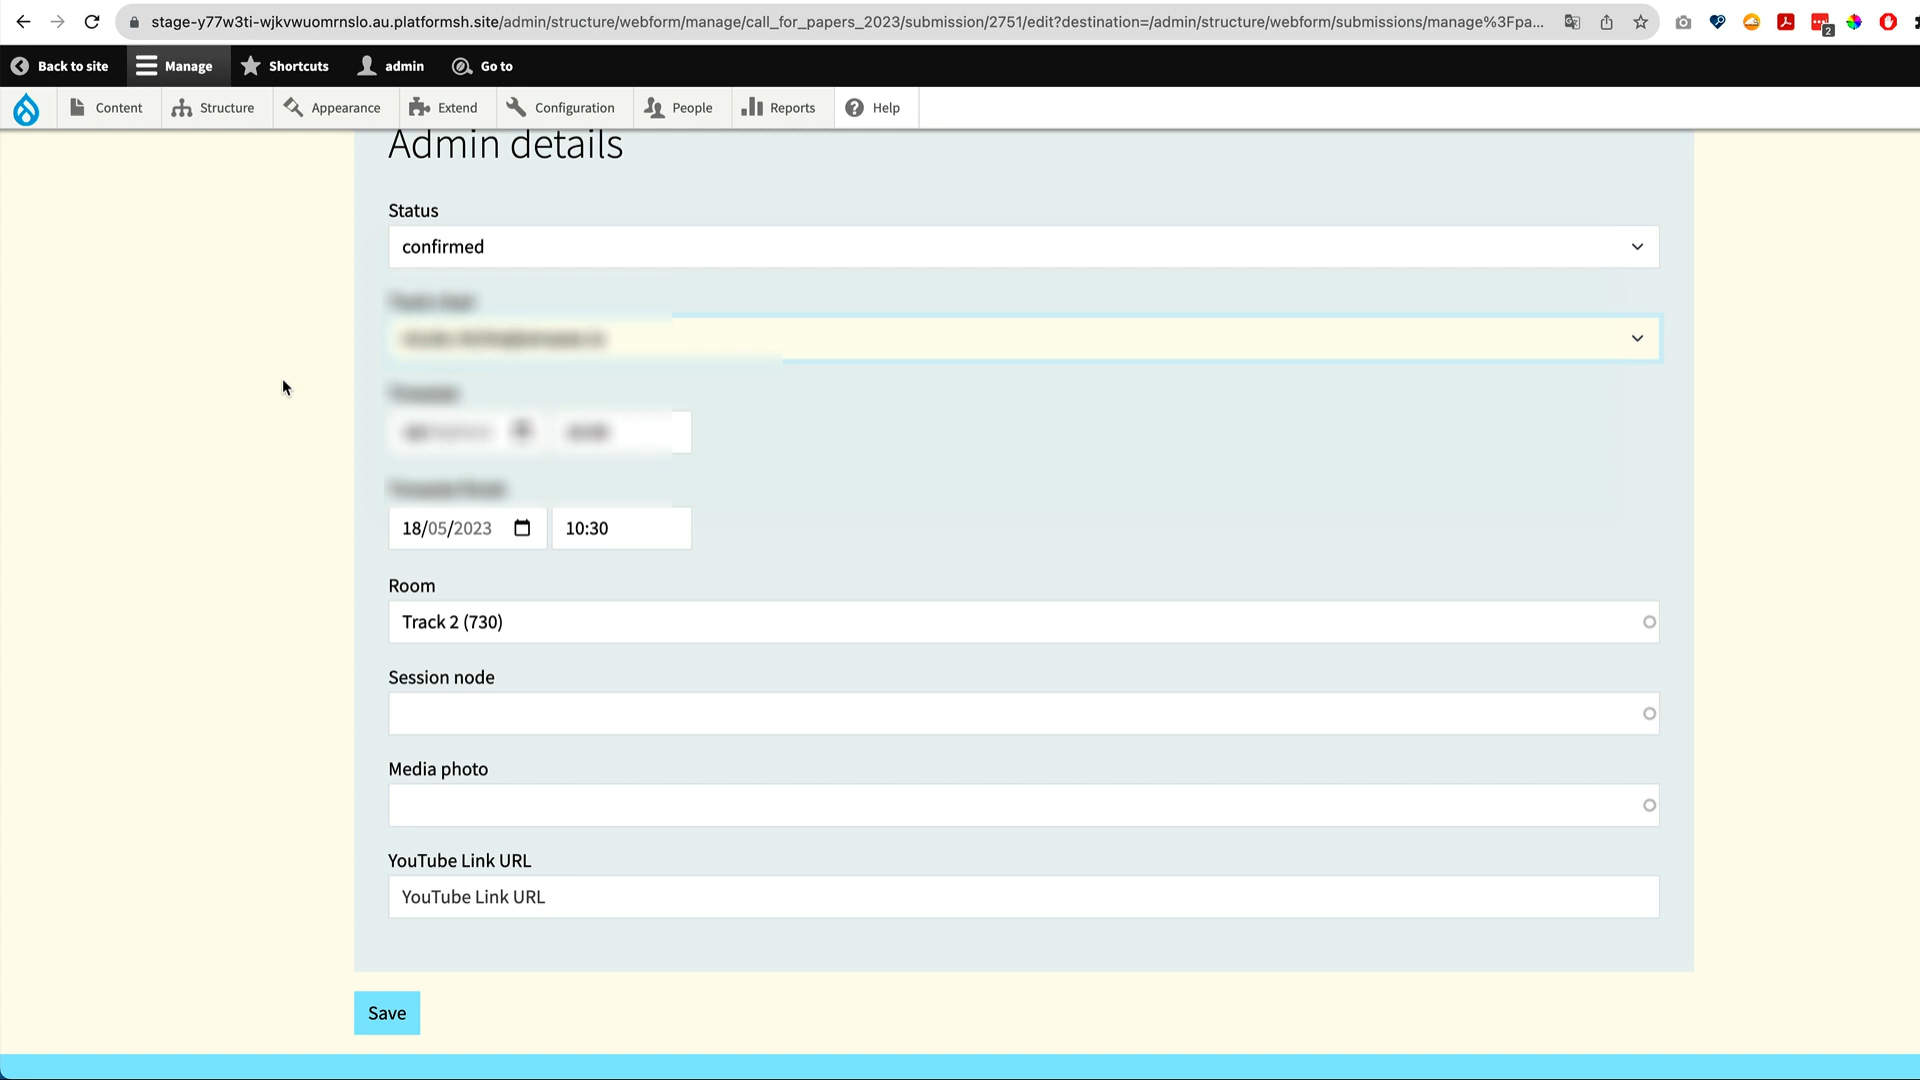 stage-y77w3ti-wjkvwuomrnslo.au.platformsh.site/admin/structure/webform/manage/call_for_papers_2023/submission/2751/edit?destination=/admin/structure/webform/submissions/manage%3Fpa...
2
Back to site
Manage
Shortcuts
admin
Go to
Content
Structure
Appearance
Extend
Configuration
People
Reports
Help
Admin details
Status
confirmed
18/05/2023
10:30
Room
Track 2 (730)
Session node
Media photo
YouTube Link URL
YouTube Link URL
Save